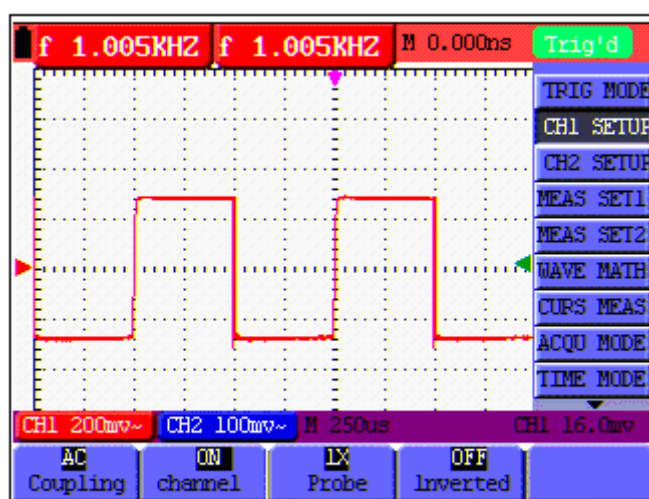 f 1.005KHZ f 1.005KHZ M 0.000ns Trig'd
TRIG MODE
CH1 SETUP
CH2 SETUP
MEAS SET1
MEAS SET2
WAVE MATH
CURS MEAS
ACQU MODE
TIME MODE
CH1 200mv~ CH2 100mv~ M 250us CH1 16.0mv
AC ON 1X OFF
Coupling channel Probe Inverted